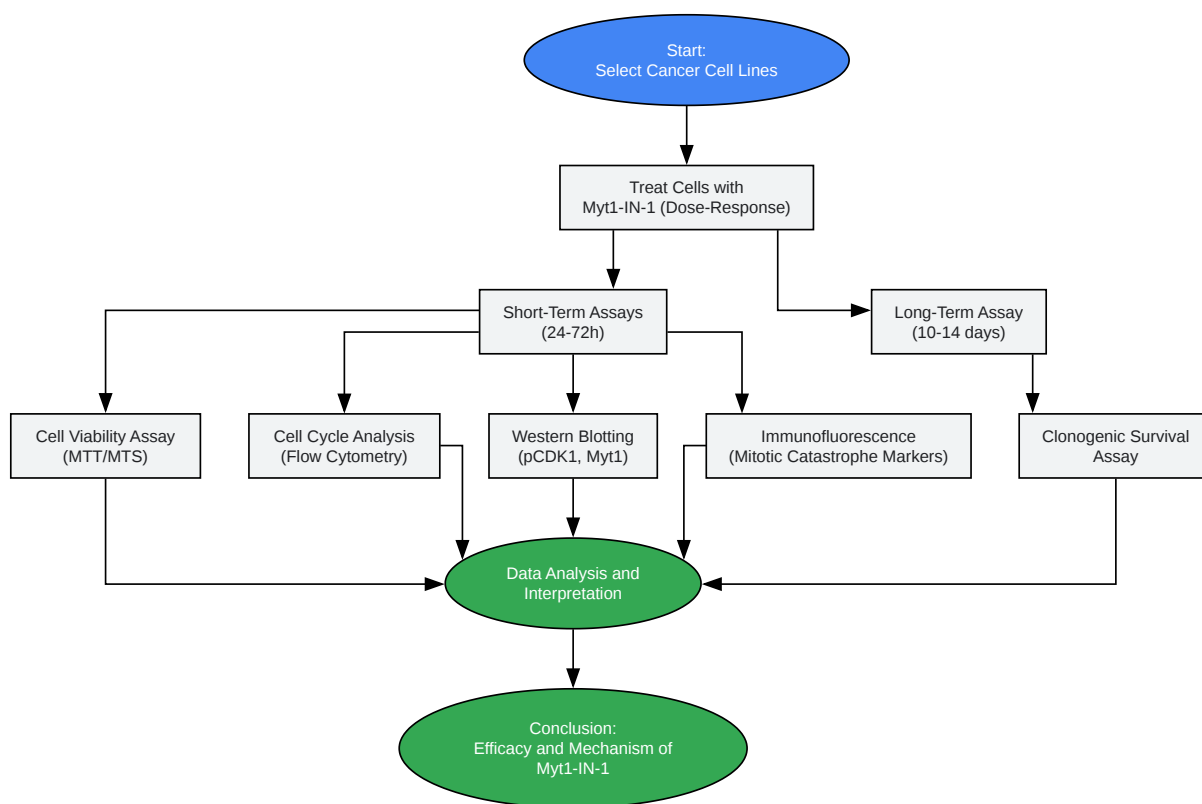 Start:
Select Cancer Cell Lines
Treat Cells with
Myt1-IN-1 (Dose-Response)
Short-Term Assays
(24-72h)
Long-Term Assay
(10-14 days)
Cell Viability Assay
(MTT/MTS)
Cell Cycle Analysis
(Flow Cytometry)
Western Blotting
(pCDK1, Myt1)
Immunofluorescence
(Mitotic Catastrophe Markers)
Clonogenic Survival
Assay
Data Analysis and
Interpretation
Conclusion:
Efficacy and Mechanism of
Myt1-IN-1